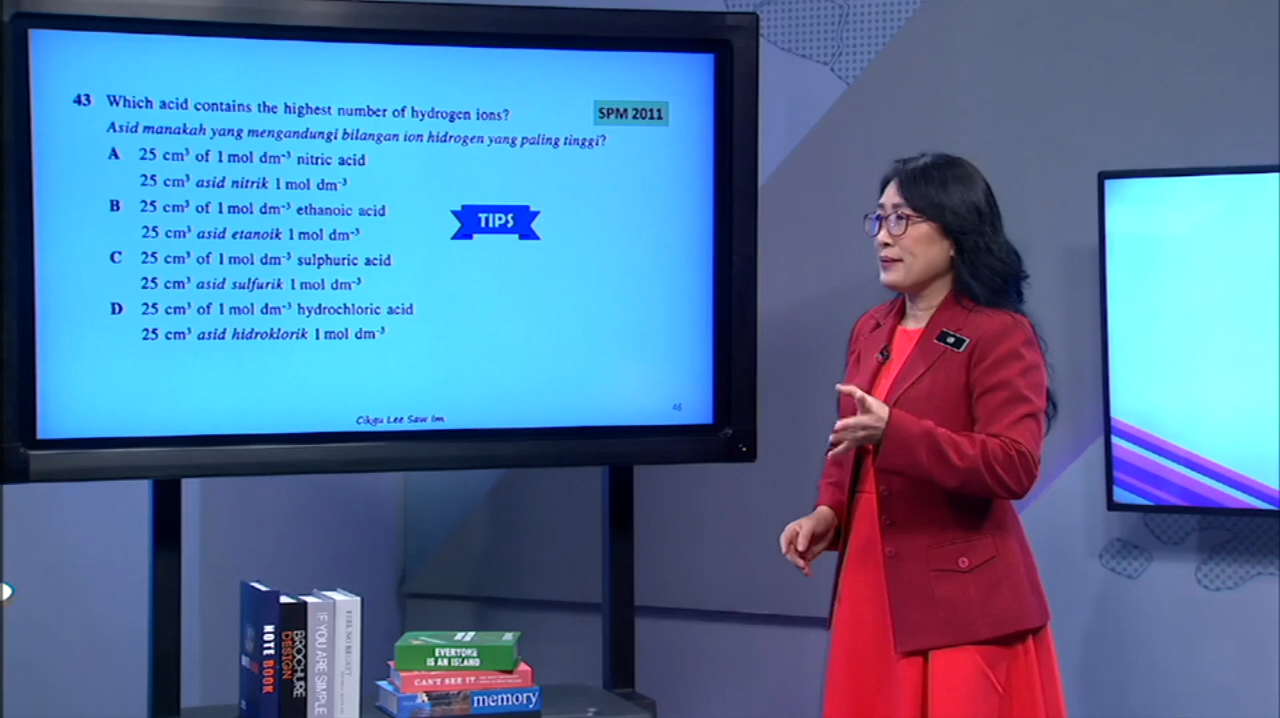 43 Which acid contains the highest number of hydrogen ions?
SPM 2011
Asid manakah yang mengandungi bilangan ion hidrogen yang paling tinggi?
A 25 cm³ of 1 mol dm⁻³ nitric acid
25 cm³ asid nitrik 1 mol dm⁻³
B 25 cm³ of 1 mol dm⁻³ ethanoic acid
25 cm³ asid etanoik 1 mol dm⁻³
TIPS
C 25 cm³ of 1 mol dm⁻³ sulphuric acid
25 cm³ asid sulfurik 1 mol dm⁻³
D 25 cm³ of 1 mol dm⁻³ hydrochloric acid
25 cm³ asid hidroklorik 1 mol dm⁻³
46
Cikgu Lee Saw Im
NOTE BOOK
BROCHURE DESIGN
IF YOU ARE SIMPLE
EVERYONE
IS AN ISLAND
CAN'T SEE IT
memory